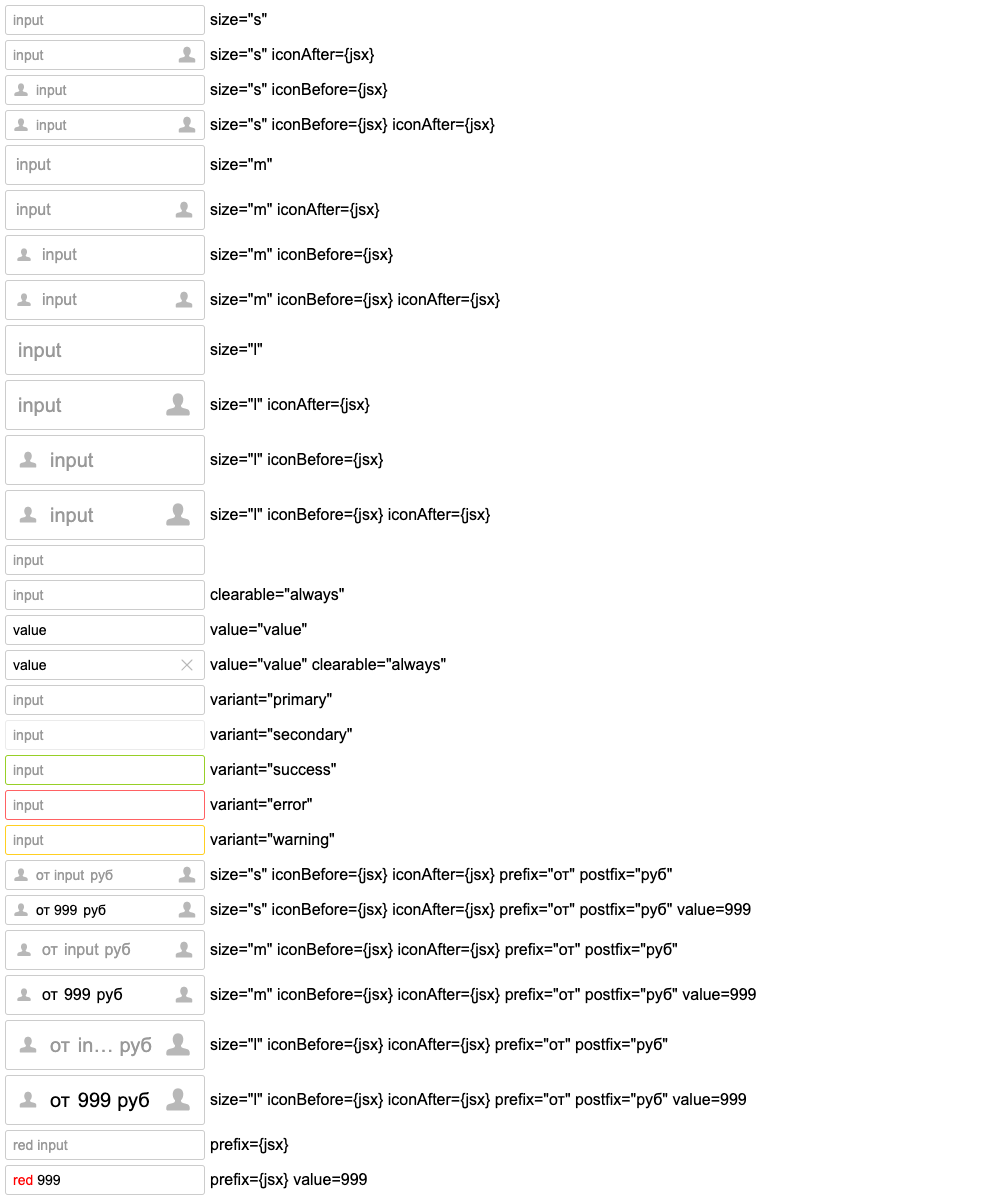 input size="s"
input size="s" iconAfter={jsx}
input size="s" iconBefore={jsx}
input size="s" iconBefore={jsx} iconAfter={jsx}
input size="m"
input size="m" iconAfter={jsx}
input size="m" iconBefore={jsx}
input size="m" iconBefore={jsx} iconAfter={jsx}
input size="l"
input size="l" iconAfter={jsx}
input size="l" iconBefore={jsx}
input size="l" iconBefore={jsx} iconAfter={jsx}
input
input clearable="always"
value value="value"
value value="value" clearable="always"
input variant="primary"
input variant="secondary"
input variant="success"
input variant="error"
input variant="warning"
от input руб size="s" iconBefore={jsx} iconAfter={jsx} prefix="от" postfix="руб"
от 999 руб size="s" iconBefore={jsx} iconAfter={jsx} prefix="от" postfix="руб" value=999
от input руб size="m" iconBefore={jsx} iconAfter={jsx} prefix="от" postfix="руб"
от 999 руб size="m" iconBefore={jsx} iconAfter={jsx} prefix="от" postfix="руб" value=999
от in… руб size="l" iconBefore={jsx} iconAfter={jsx} prefix="от" postfix="руб"
от 999 руб size="l" iconBefore={jsx} iconAfter={jsx} prefix="от" postfix="руб" value=999
red input prefix={jsx}
red 999 prefix={jsx} value=999